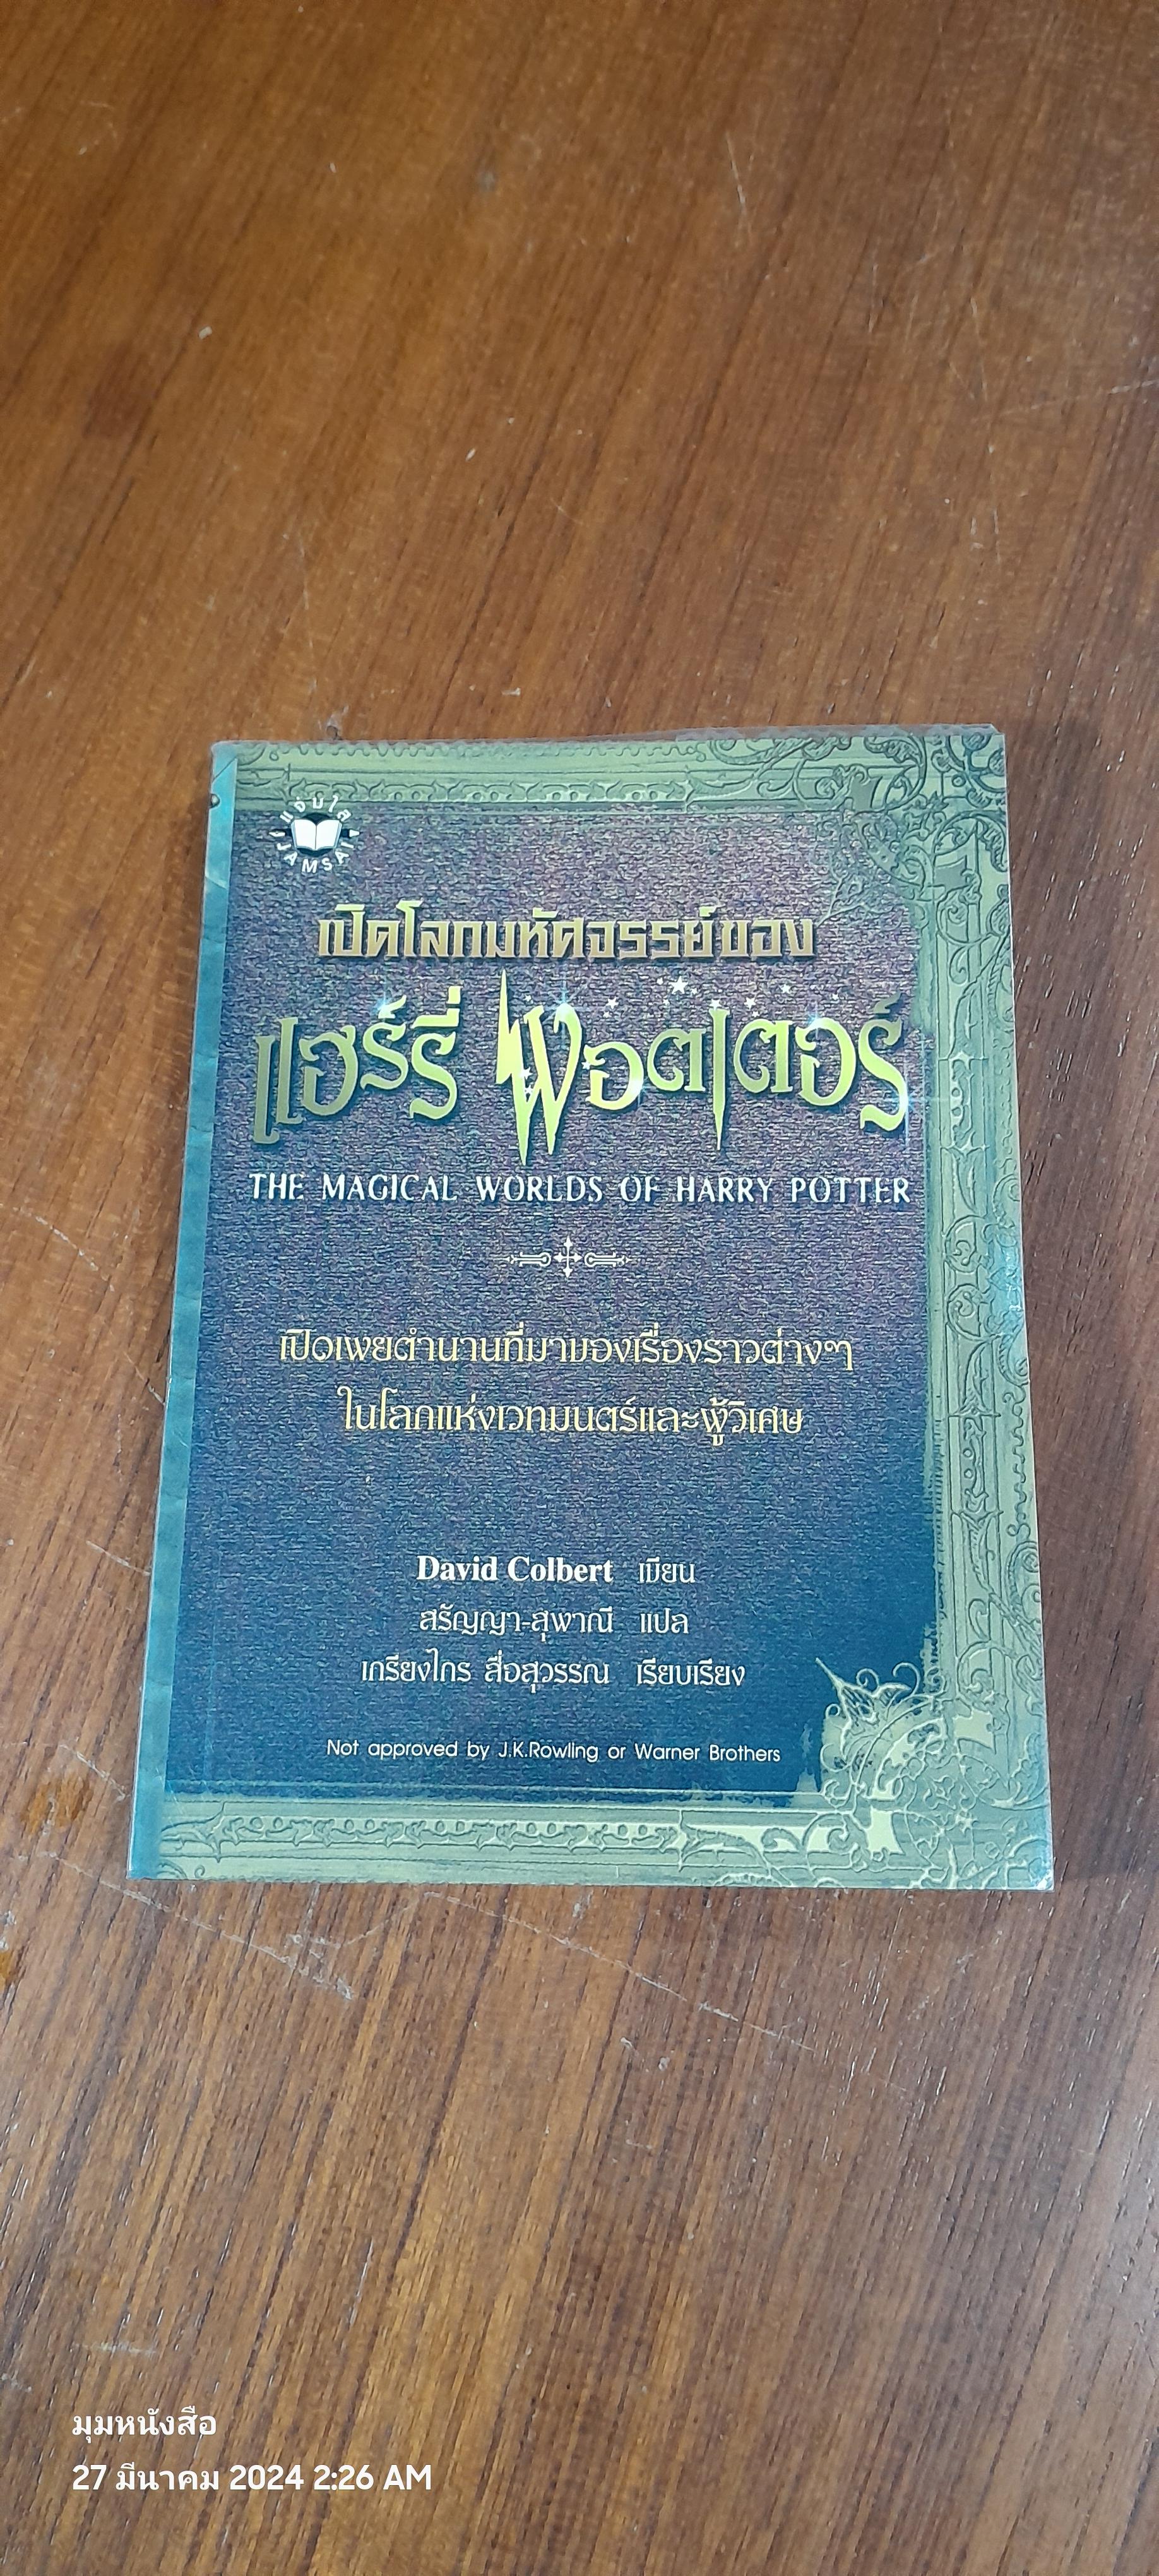 แจ่มใส
JAMSAI
เปิดโลกมหัศจรรย์ของ
แฮร์รี่ พอตเตอร์
THE MAGICAL WORLDS OF HARRY POTTER
เปิดเผยตำนานที่มาของเรื่องราวต่างๆ
ในโลกแห่งเวทมนตร์และผู้วิเศษ
David Colbert เขียน
สรัญญา-สุพาณี แปล
เกรียงไกร สื่อสุวรรณ เรียบเรียง
Not approved by J.K.Rowling or Warner Brothers
มุมหนังสือ
27 มีนาคม 2024 2:26 AM